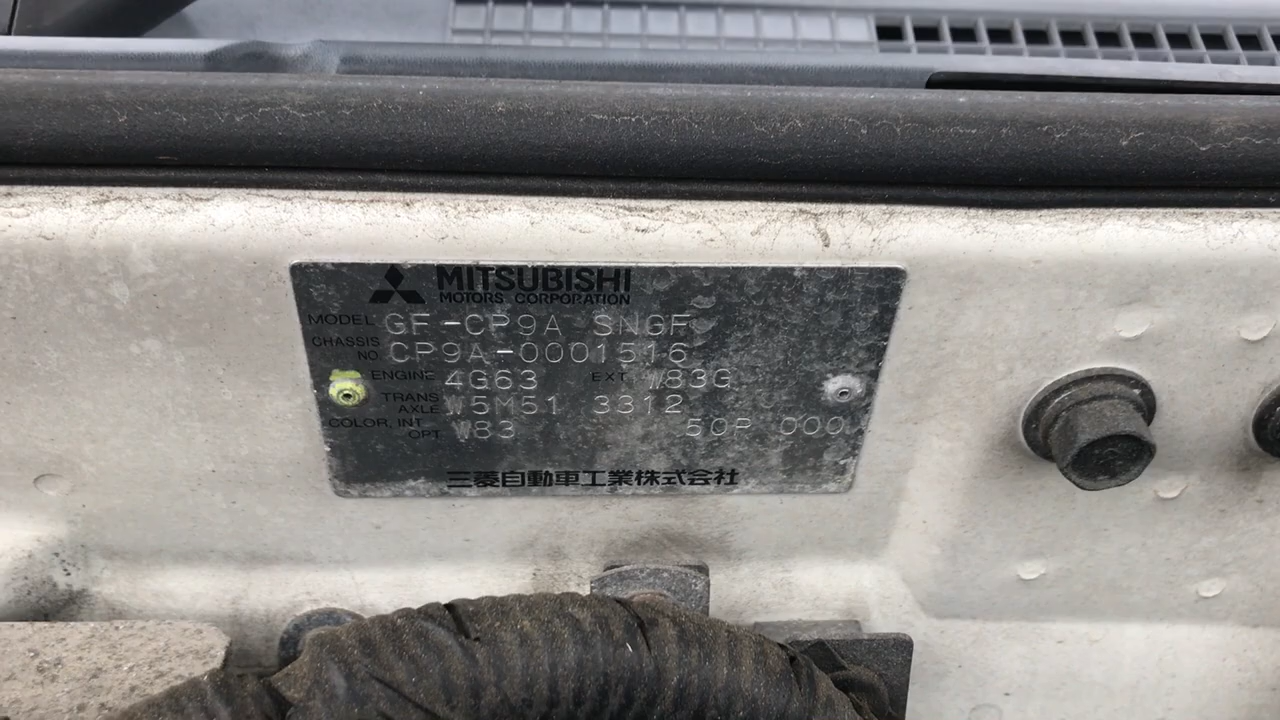 MITSUBISHI
MOTORS CORPORATION
MODEL GF-CP9A SNGF
CHASSIS NO. CP9A-0001516
ENGINE 4G63 EXT W83G
TRANS AXLE W5M51 3312
COLOR, INT OPT W83 50P 000
三菱自動車工業株式会社